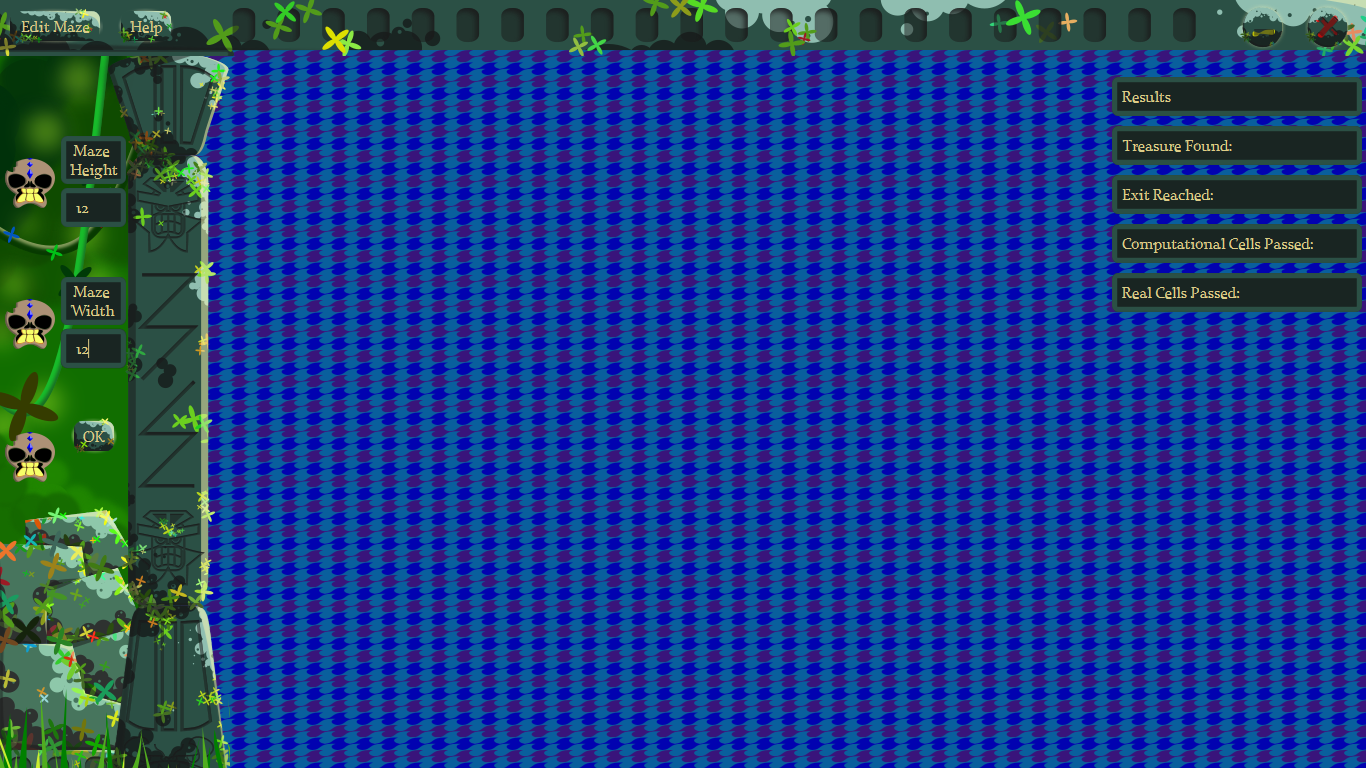 Edit Maze
Help
Maze
Height
12
Maze
Width
12
OK
Results
Treasure Found:
Exit Reached:
Computational Cells Passed:
Real Cells Passed: